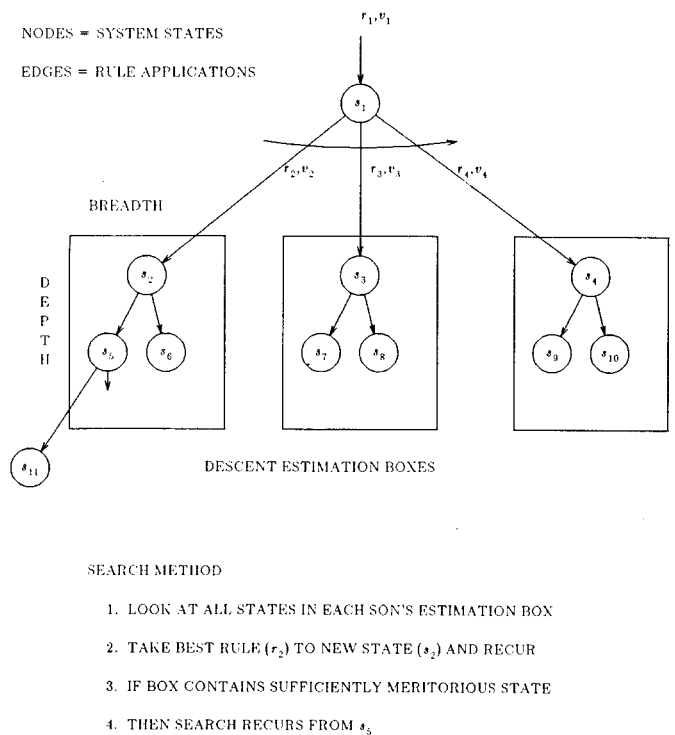 r₁,v₁
NODES = SYSTEM STATES
EDGES = RULE APPLICATIONS
s₁
r₂,v₂ r₃,v₃ r₄,v₄
BREADTH
s₂ s₃ s₄
DEPTH
s₅ s₆ s₇ s₈ s₉ s₁₀
s₁₁
DESCENT ESTIMATION BOXES
SEARCH METHOD
1. LOOK AT ALL STATES IN EACH SON'S ESTIMATION BOX
2. TAKE BEST RULE (r₂) TO NEW STATE (s₂) AND RECUR
3. IF BOX CONTAINS SUFFICIENTLY MERITORIOUS STATE
4. THEN SEARCH RECURS FROM s₅